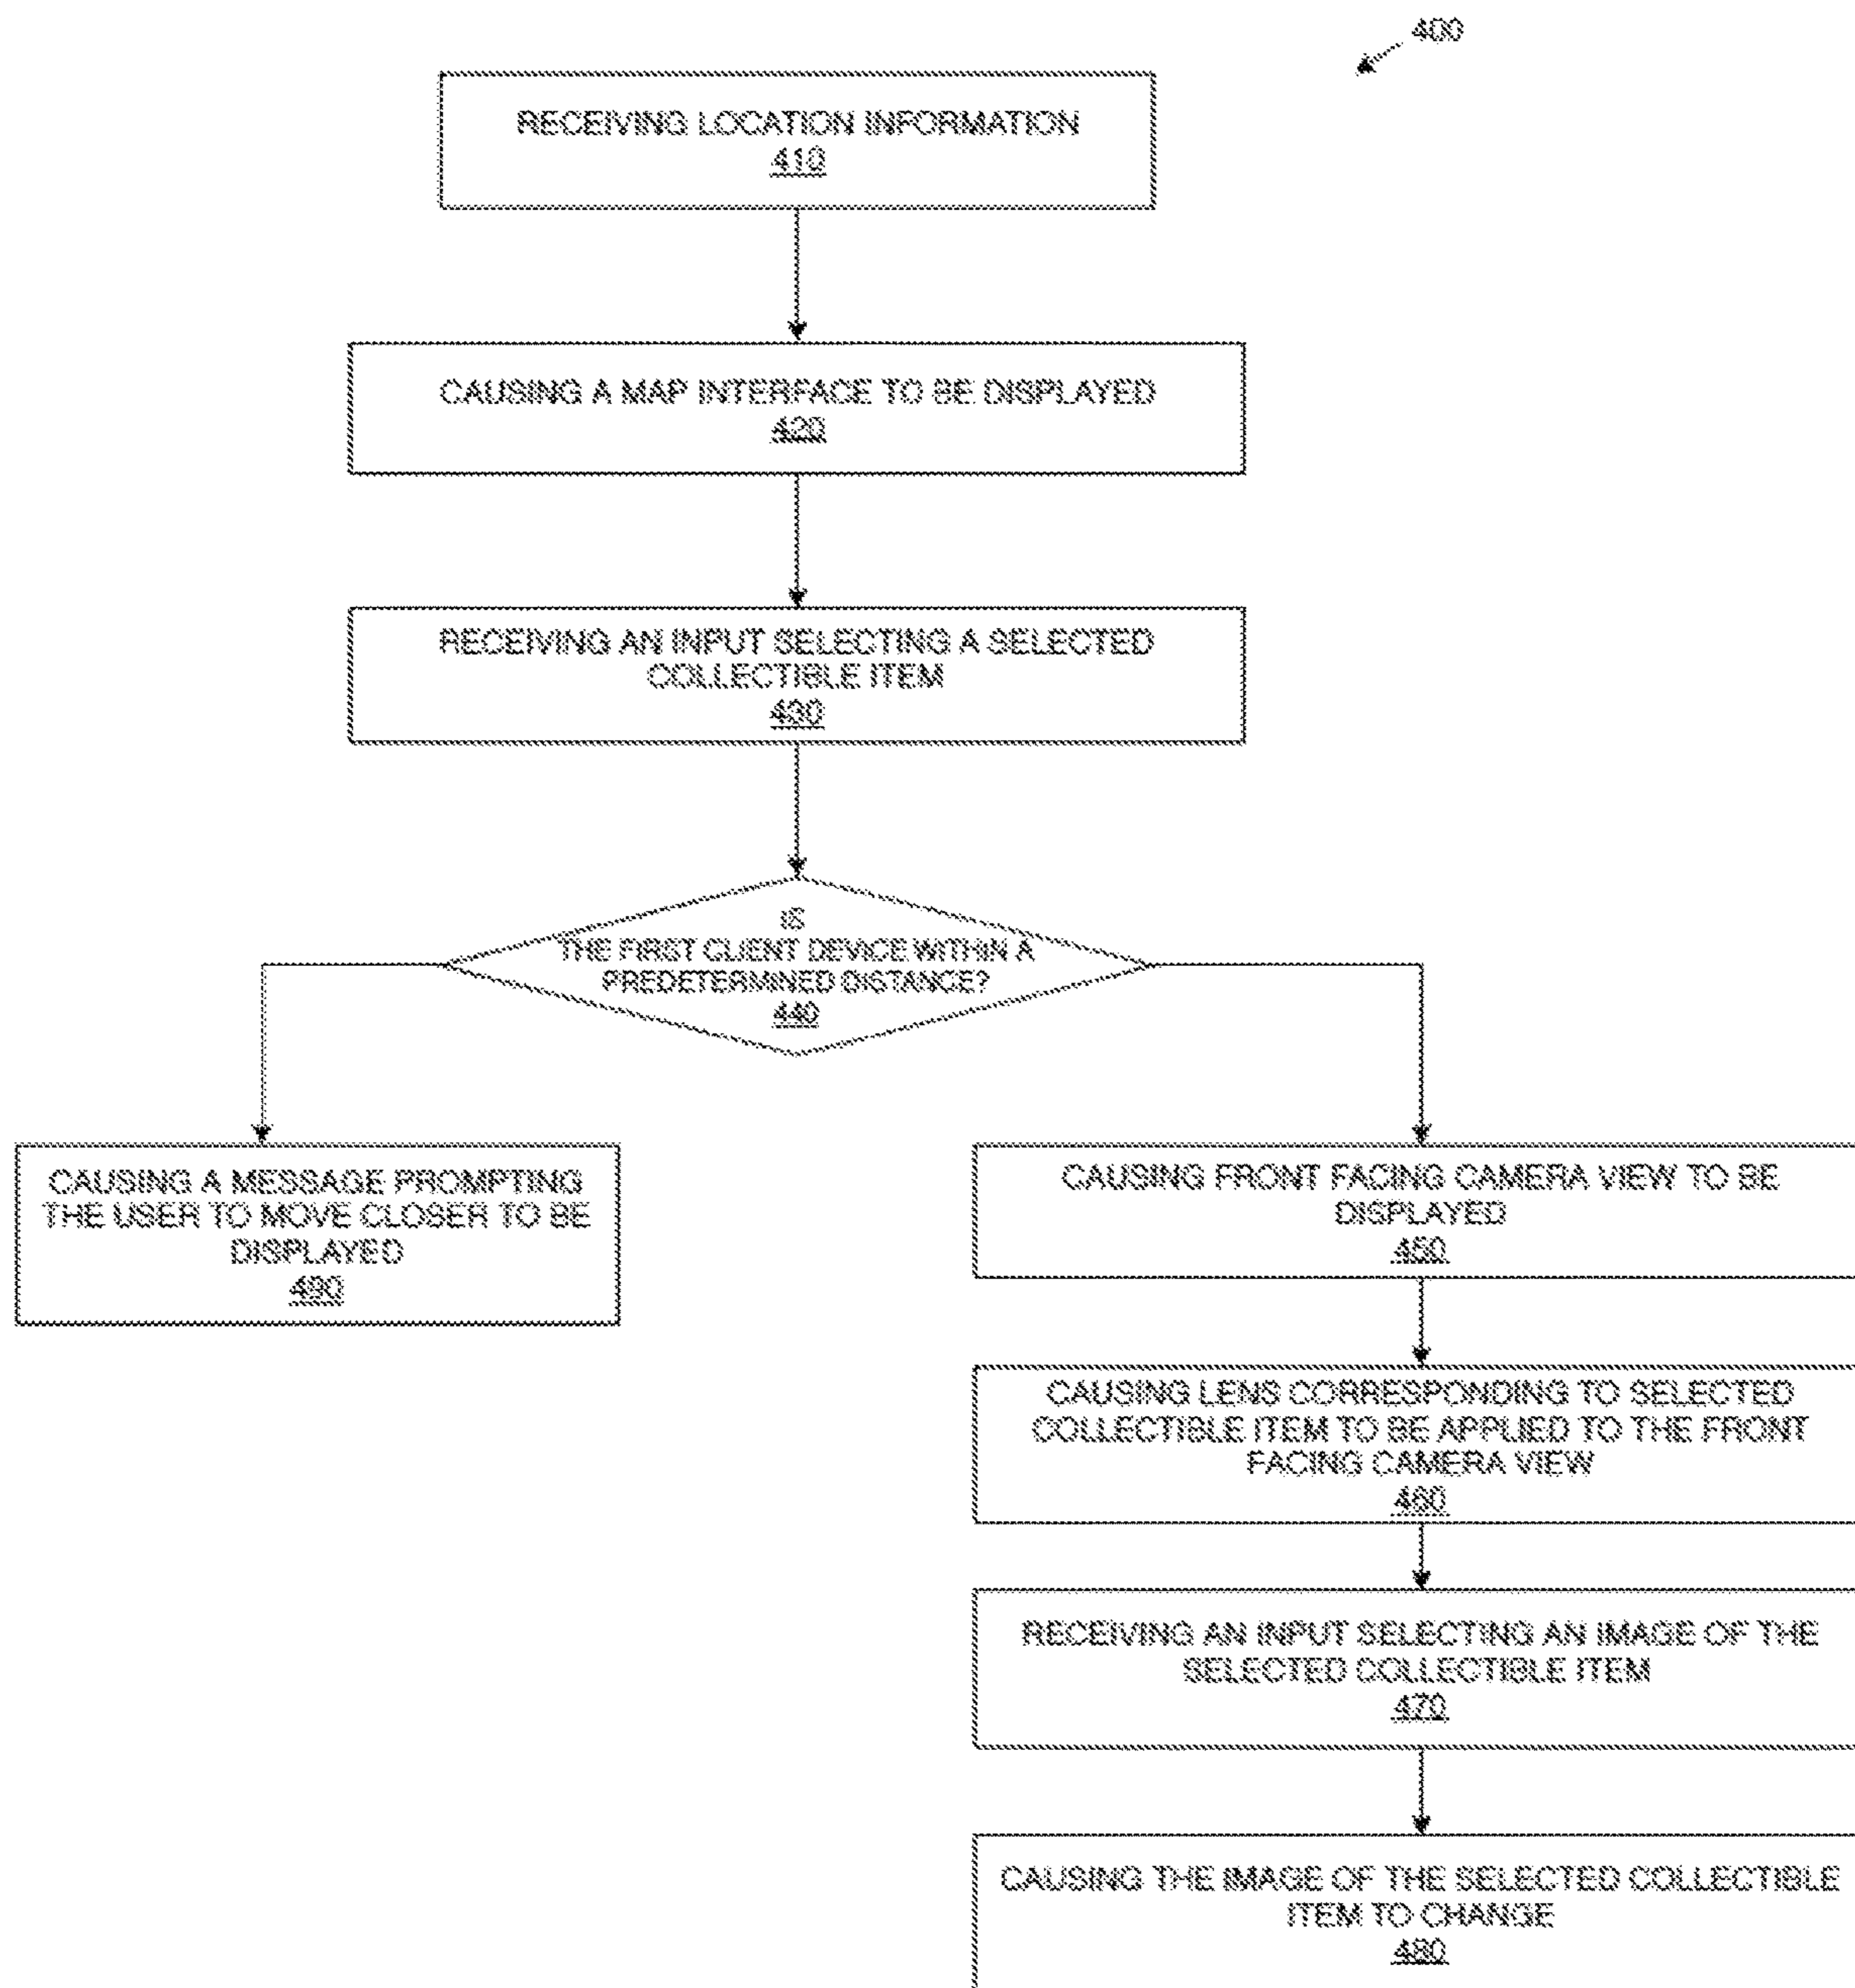 400
RECEIVING LOCATION INFORMATION
410
CAUSING A MAP INTERFACE TO BE DISPLAYED
420
RECEIVING AN INPUT SELECTING A SELECTED
COLLECTIBLE ITEM
430
IS
THE FIRST CLIENT DEVICE WITHIN A
PREDETERMINED DISTANCE?
440
CAUSING A MESSAGE PROMPTING
THE USER TO MOVE CLOSER TO BE
DISPLAYED
490
CAUSING FRONT FACING CAMERA VIEW TO BE
DISPLAYED
450
CAUSING LENS CORRESPONDING TO SELECTED
COLLECTIBLE ITEM TO BE APPLIED TO THE FRONT
FACING CAMERA VIEW
460
RECEIVING AN INPUT SELECTING AN IMAGE OF THE
SELECTED COLLECTIBLE ITEM
470
CAUSING THE IMAGE OF THE SELECTED COLLECTIBLE
ITEM TO CHANGE
480